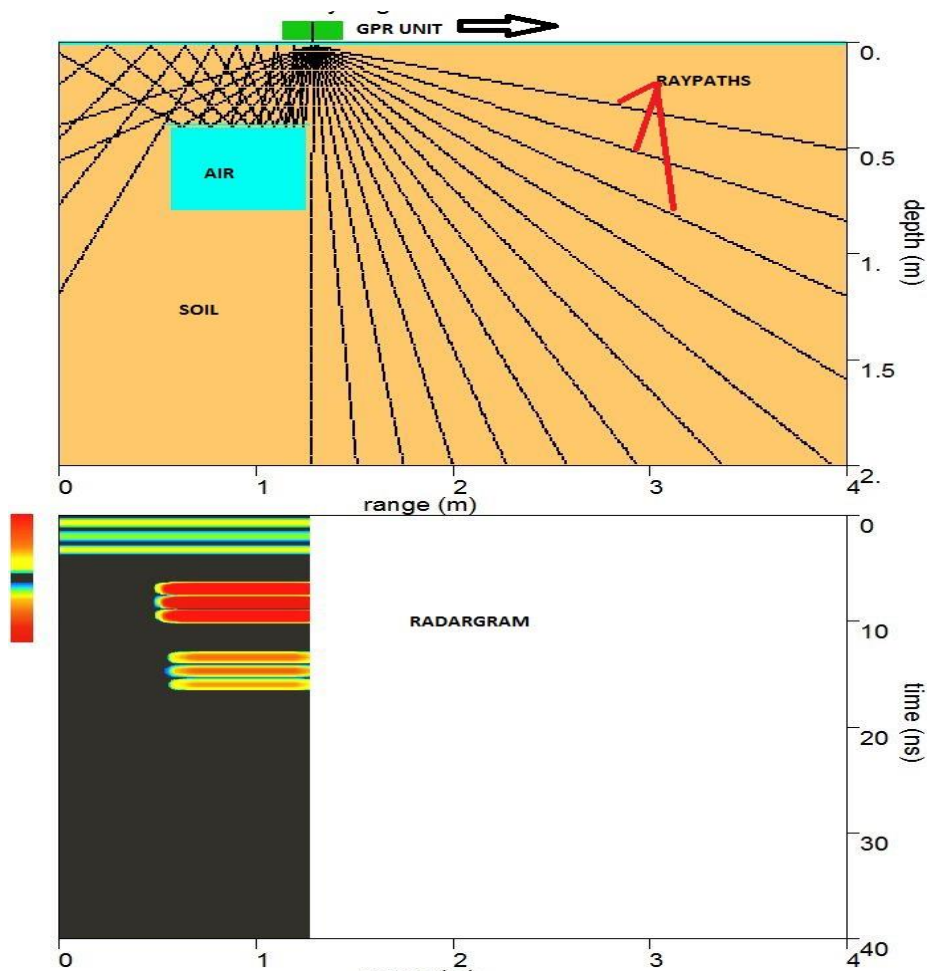 GPR UNIT
0.
RAYPATHS
0.5
AIR
depth (m)
1.
SOIL
1.5
2.
0 1 2 3 4
range (m)
0
RADARGRAM
10
time (ns)
20
30
40
0 1 2 3 4